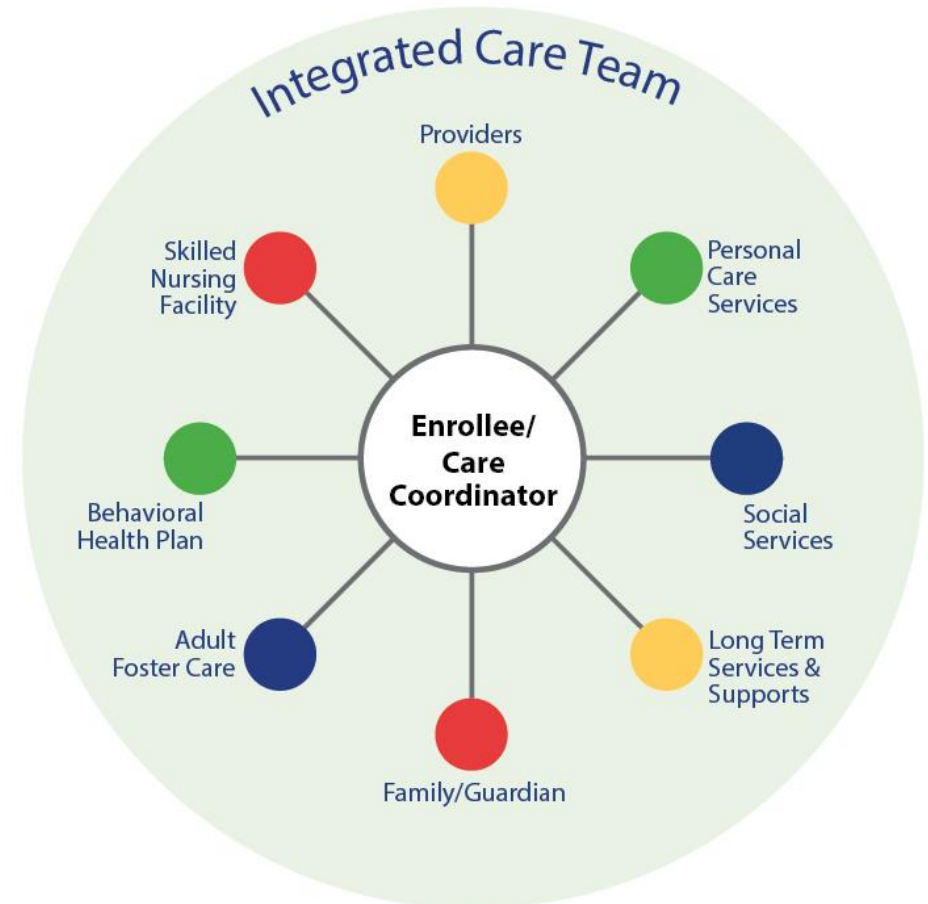 Integrated Care Team
Providers
Skilled
Nursing
Facility
Personal
Care
Services
Enrollee/
Care
Coordinator
Behavioral
Health Plan
Social
Services
Adult
Foster Care
Long Term
Services &
Supports
Family/Guardian